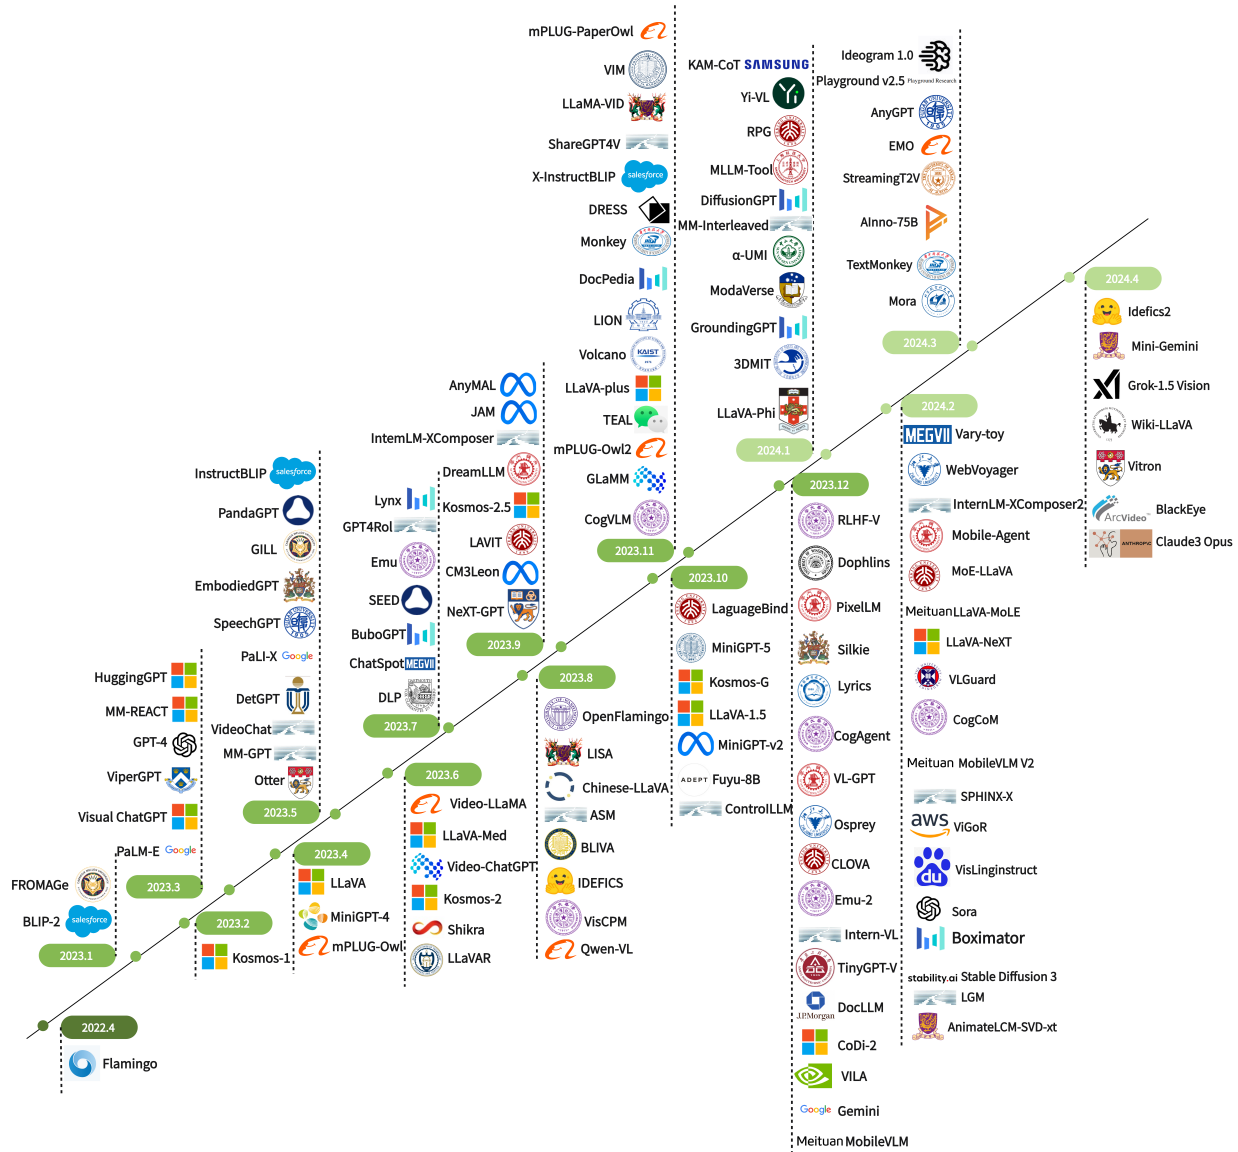 2022.4
Flamingo
2023.1
FROMAGe
BLIP-2
salesforce
2023.2
Kosmos-1
2023.3
HuggingGPT
MM-REACT
GPT-4
ViperGPT
Visual ChatGPT
PaLM-E Google
2023.4
LLaVA
MiniGPT-4
mPLUG-Owl
2023.5
InstructBLIP salesforce
PandaGPT
GILL
EmbodiedGPT
SpeechGPT
PaLI-X Google
DetGPT
VideoChat
MM-GPT
Otter
2023.6
Video-LLaMA
LLaVA-Med
Video-ChatGPT
Kosmos-2
Shikra
LLaVAR
2023.7
Lynx
GPT4Rol
Emu
SEED
BuboGPT
ChatSpot MEGVII
DLP
2023.8
OpenFlamingo
LISA
Chinese-LLaVA
ASM
BLIVA
IDEFICS
VisCPM
Qwen-VL
2023.9
AnyMAL
JAM
IntemLM-XComposer
DreamLLM
Kosmos-2.5
LAVIT
CM3Leon
NeXT-GPT
2023.10
LaguageBind
MiniGPT-5
Kosmos-G
LLaVA-1.5
MiniGPT-v2
ADEPT Fuyu-8B
ControlLLM
2023.11
mPLUG-PaperOwl
VIM
LLaMA-VID
ShareGPT4V
X-InstructBLIP salesforce
DRESS
Monkey
DocPedia
LION
Volcano KAIST
LLaVA-plus
TEAL
mPLUG-Owl2
GLaMM
CogVLM
2023.12
RLHF-V
Dophlins
PixelLM
Silkie
Lyrics
CogAgent
VL-GPT
Osprey
CLOVA
Emu-2
Intern-VL
TinyGPT-V
DocLLM
J.P.Morgan
CoDi-2
VILA
Google Gemini
Meituan MobileVLM
2024.1
KAM-CoT SAMSUNG
Yi-VL
Yi
RPG
MLLM-Tool
DiffusionGPT
MM-Interleaved
α-UMI
ModaVerse
GroundingGPT
3DMIT
LLaVA-Phi
2024.2
MEGVII Vary-toy
WebVoyager
InternLM-XComposer2
Mobile-Agent
MoE-LLaVA
Meituan LLaVA-MoLE
LLaVA-NeXT
VLGuard
CogCoM
Meituan MobileVLM V2
SPHINX-X
aws ViGoR
du VisLinginstruct
Sora
Boximator
stability.ai Stable Diffusion 3
LGM
AnimateLCM-SVD-xt
2024.3
Ideogram 1.0
Playground v2.5 Playground Research
AnyGPT
EMO
StreamingT2V
AInno-75B
TextMonkey
Mora
2024.4
Idefics2
Mini-Gemini
Grok-1.5 Vision
Wiki-LLaVA
Vitron
ArcVideo BlackEye
ANTHROPIC Claude3 Opus